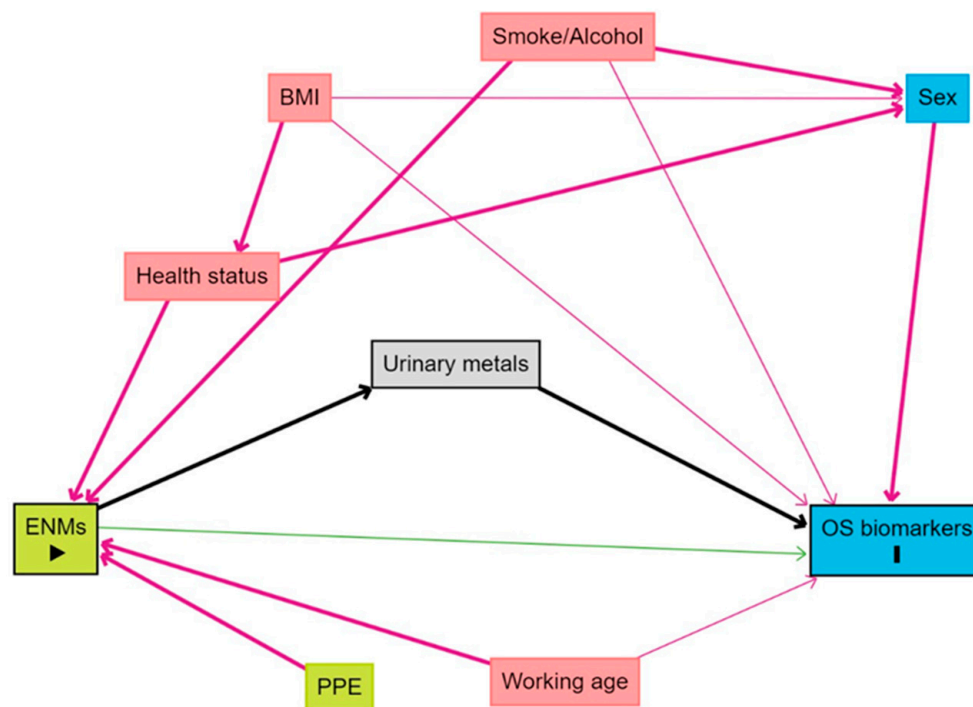 Smoke/Alcohol
BMI
Sex
Health status
Urinary metals
ENMs
OS biomarkers
PPE
Working age